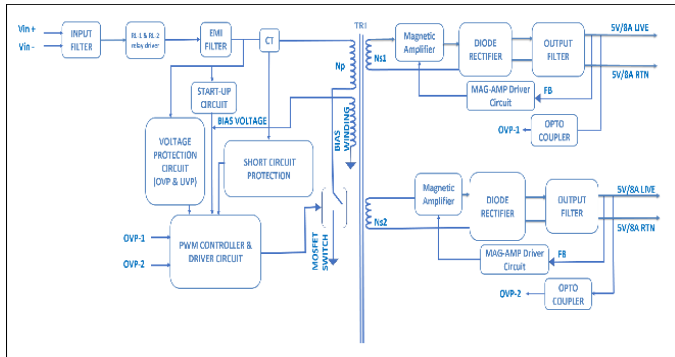 Vin +
Vin -
INPUT
FILTER
RL-1 & RL-2
relay driver
EMI
FILTER
CT
TR1
Np
Ns1
Magnetic
Amplifier
DIODE
RECTIFIER
OUTPUT
FILTER
5V/8A LIVE
5V/8A RTN
MAG-AMP Driver
Circuit
FB
OPTO
COUPLER
OVP-1
START-UP
CIRCUIT
BIAS VOLTAGE
BIAS
WINDING
VOLTAGE
PROTECTION
CIRCUIT
(OVP & UVP)
SHORT CIRCUIT
PROTECTION
OVP-1
OVP-2
PWM CONTROLLER &
DRIVER CIRCUIT
MOSFET
SWITCH
Ns2
Magnetic
Amplifier
DIODE
RECTIFIER
OUTPUT
FILTER
5V/8A LIVE
5V/8A RTN
MAG-AMP Driver
Circuit
FB
OPTO
COUPLER
OVP-2